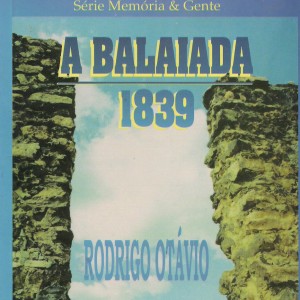 Série Memória & Gente
A BALAIADA
1839
RODRIGO OTÁVIO